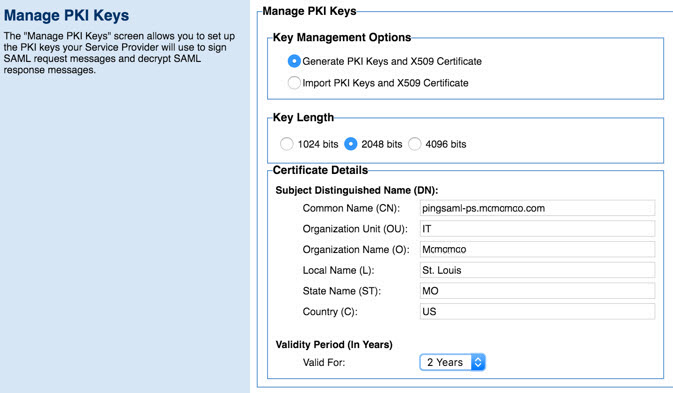 Manage PKI Keys
The "Manage PKI Keys" screen allows you to set up
the PKI keys your Service Provider will use to sign
SAML request messages and decrypt SAML
response messages.
Manage PKI Keys
Key Management Options
Generate PKI Keys and X509 Certificate
Import PKI Keys and X509 Certificate
Key Length
1024 bits 2048 bits 4096 bits
Certificate Details
Subject Distinguished Name (DN):
Common Name (CN): pingsaml-ps.mcmcmco.com
Organization Unit (OU): IT
Organization Name (O): Mcmcmco
Local Name (L): St. Louis
State Name (ST): MO
Country (C): US
Validity Period (In Years)
Valid For: 2 Years